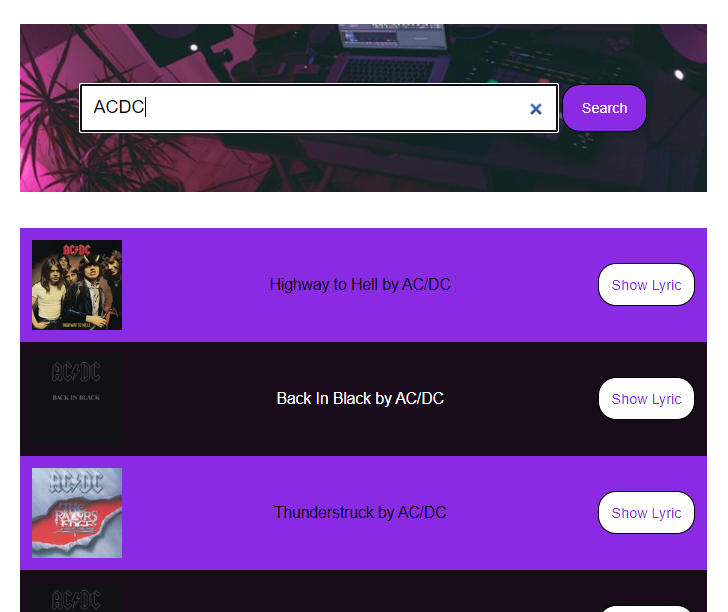 ACDC
Search
AC/DC
HIGHWAY TO HELL
Highway to Hell by AC/DC
Show Lyric
AC/DC
BACK IN BLACK
Back In Black by AC/DC
Show Lyric
AC/DC
THE
RAZORS
EDGE
Thunderstruck by AC/DC
Show Lyric
AC/DC